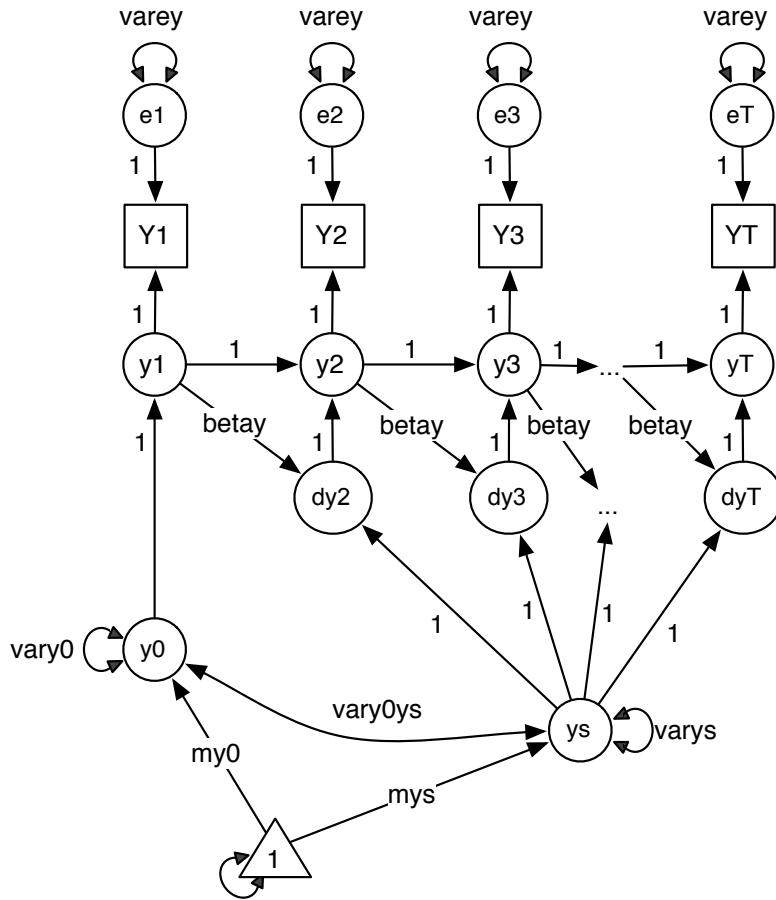 varey varey varey varey
e1 e2 e3 eT
1 1 1 1
Y1 Y2 Y3 YT
1 1 1 1
y1 1 y2 1 y3 1 ... 1 yT
betay betay betay betay
1 1 1 1
dy2 dy3 ... dyT
1 1 1 1
vary0 y0
vary0ys
ys varys
my0
mys
1